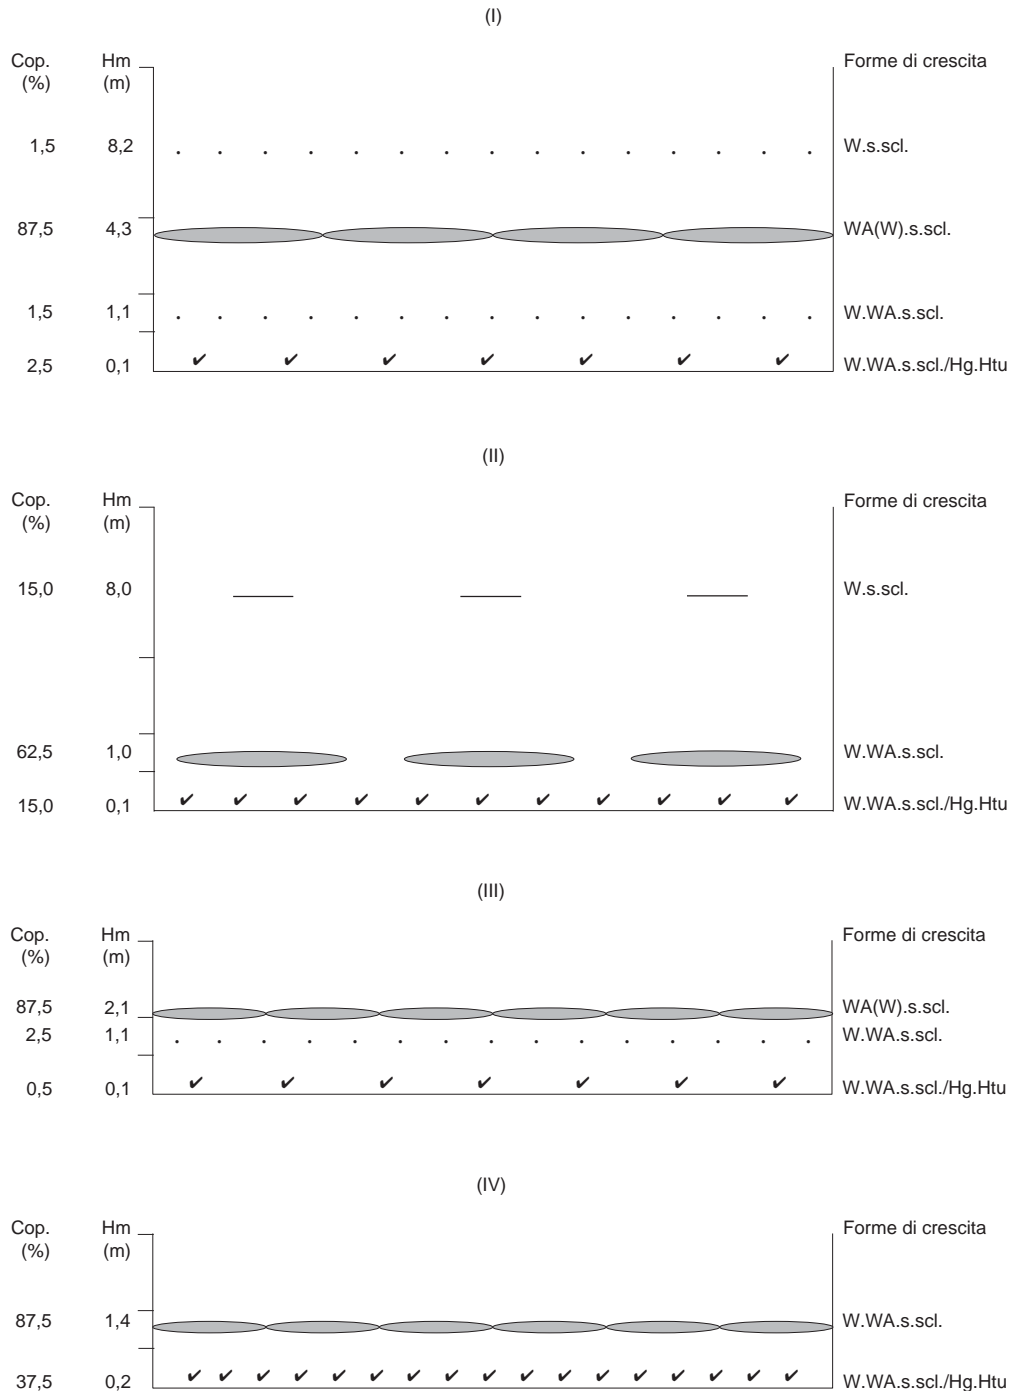 (I)
Cop. Hm Forme di crescita
(%) (m)
1,5 8,2 W.s.scl.
87,5 4,3 WA(W).s.scl.
1,5 1,1 W.WA.s.scl.
2,5 0,1 W.WA.s.scl./Hg.Htu
(II)
Cop. Hm Forme di crescita
(%) (m)
15,0 8,0 W.s.scl.
62,5 1,0 W.WA.s.scl.
15,0 0,1 W.WA.s.scl./Hg.Htu
(III)
Cop. Hm Forme di crescita
(%) (m)
87,5 2,1 WA(W).s.scl.
2,5 1,1 W.WA.s.scl.
0,5 0,1 W.WA.s.scl./Hg.Htu
(IV)
Cop. Hm Forme di crescita
(%) (m)
87,5 1,4 W.WA.s.scl.
37,5 0,2 W.WA.s.scl./Hg.Htu